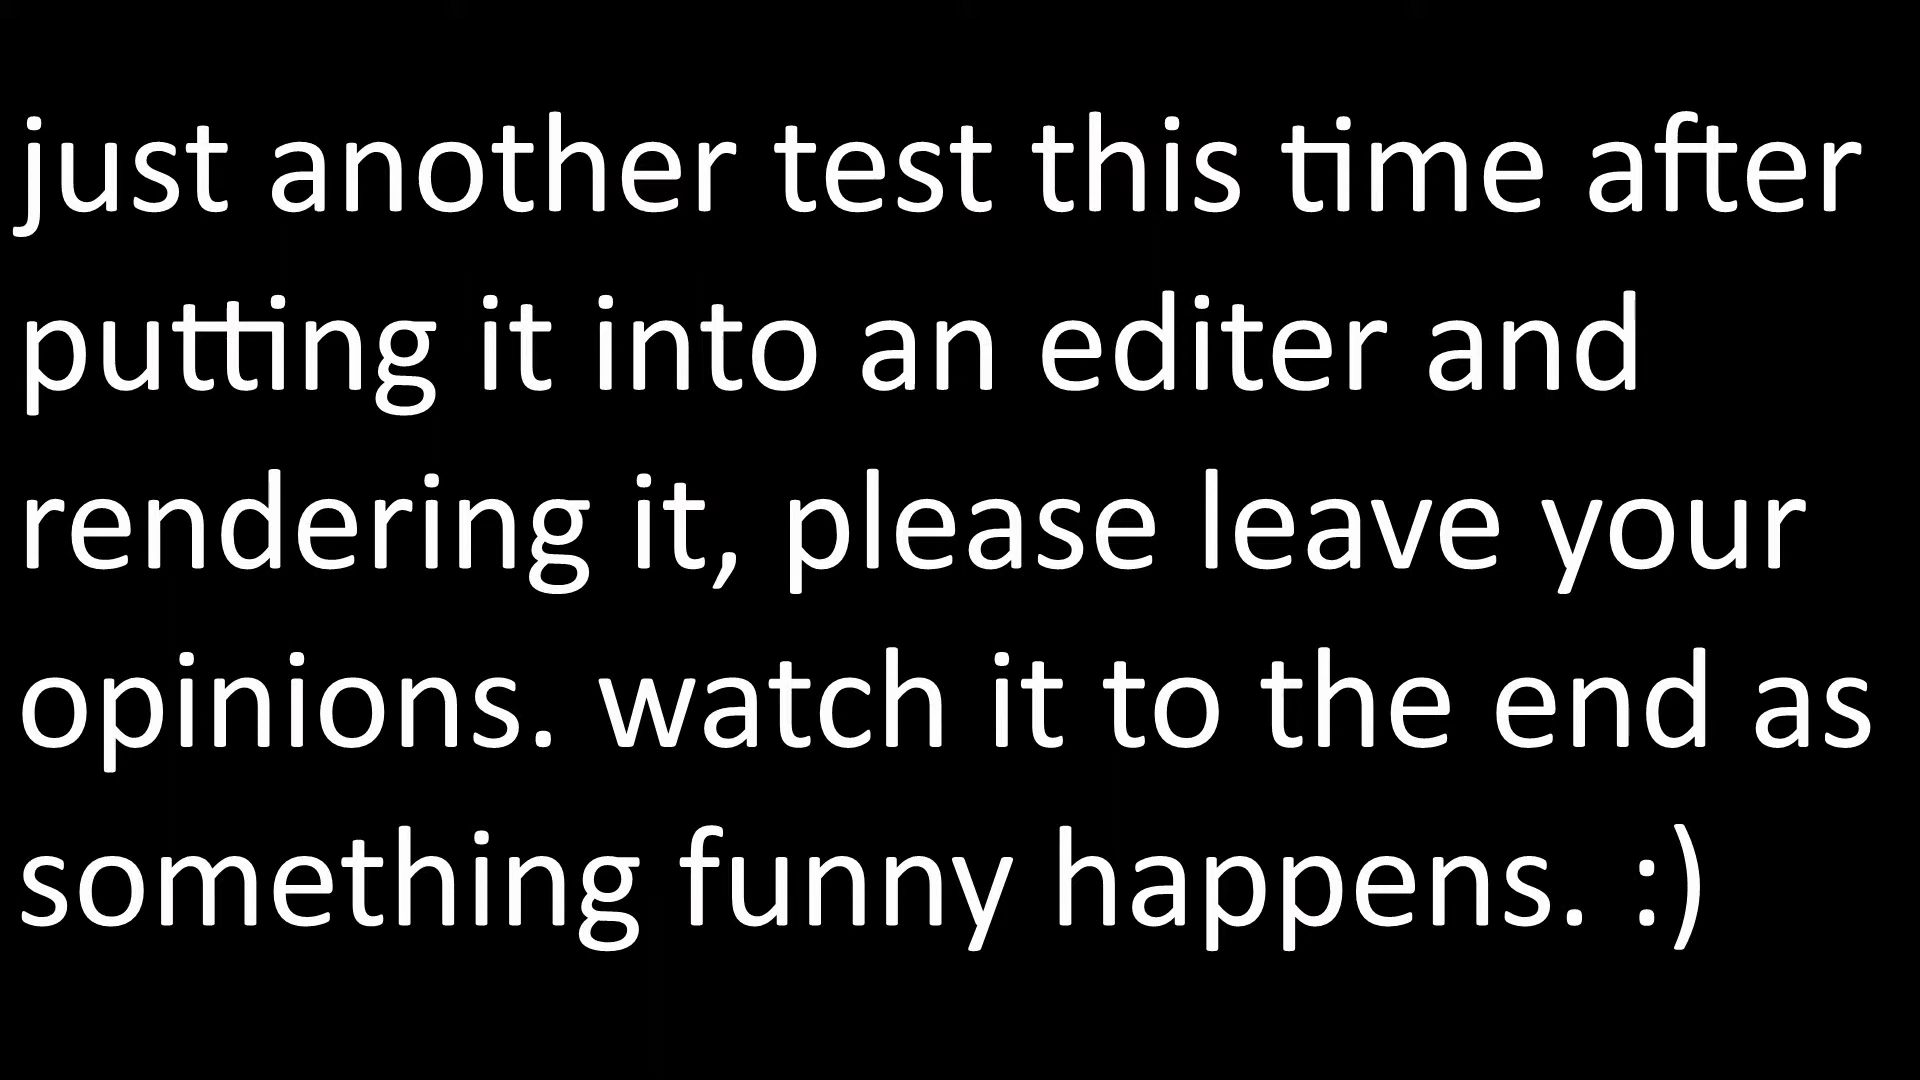 just another test this time after
putting it into an editer and
rendering it, please leave your
opinions. watch it to the end as
something funny happens. :)